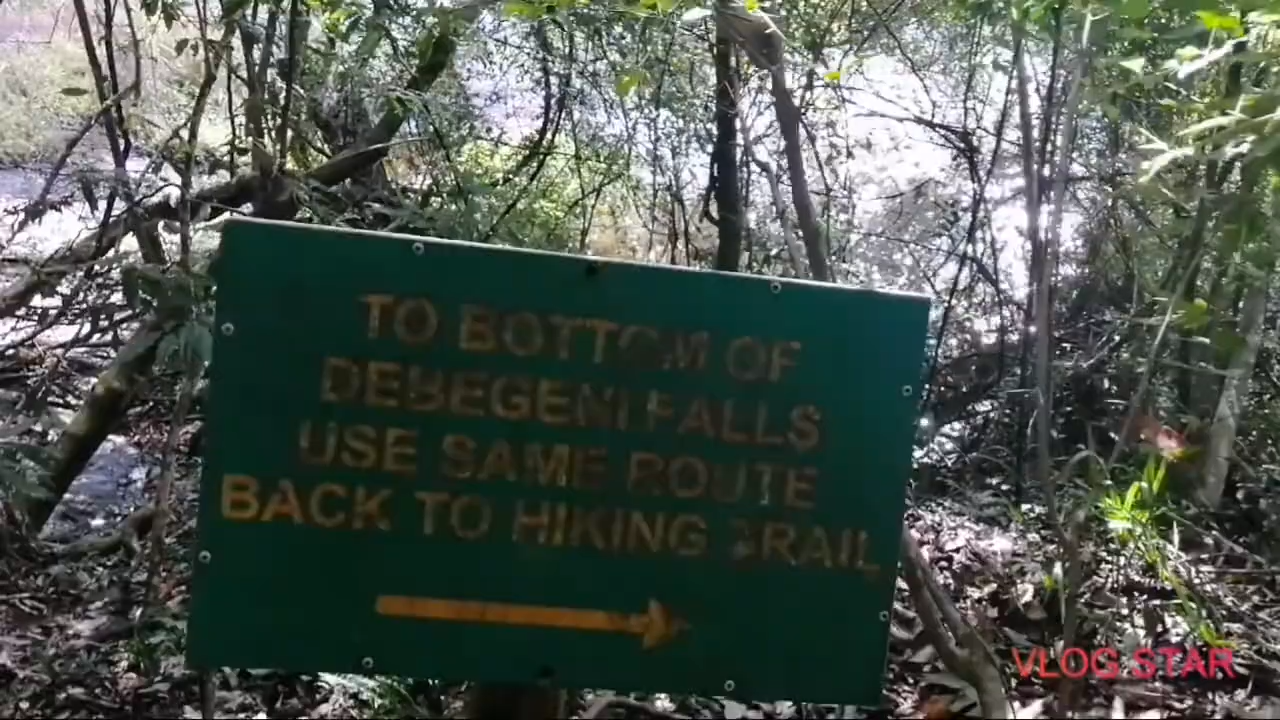 TO BOTTOM OF
DEBEGENI FALLS
USE SAME ROUTE
BACK TO HIKING TRAIL
VLOG STAR